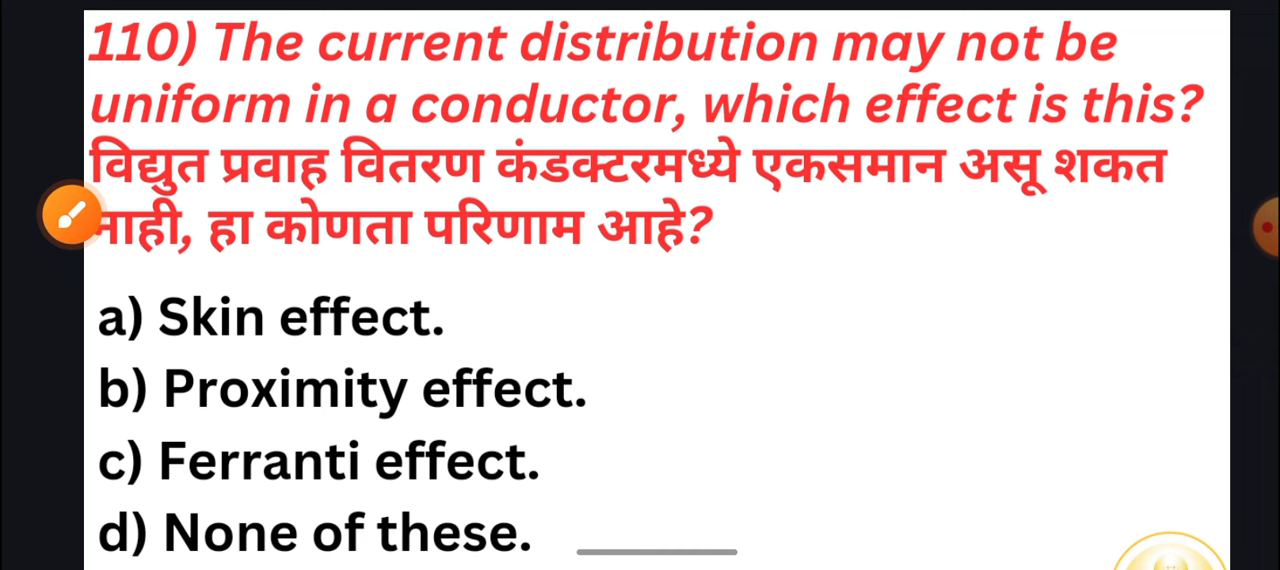 110) The current distribution may not be
uniform in a conductor, which effect is this?
विद्युत प्रवाह वितरण कंडक्टरमध्ये एकसमान असू शकत
नाही, हा कोणता परिणाम आहे?
a) Skin effect.
b) Proximity effect.
c) Ferranti effect.
d) None of these.